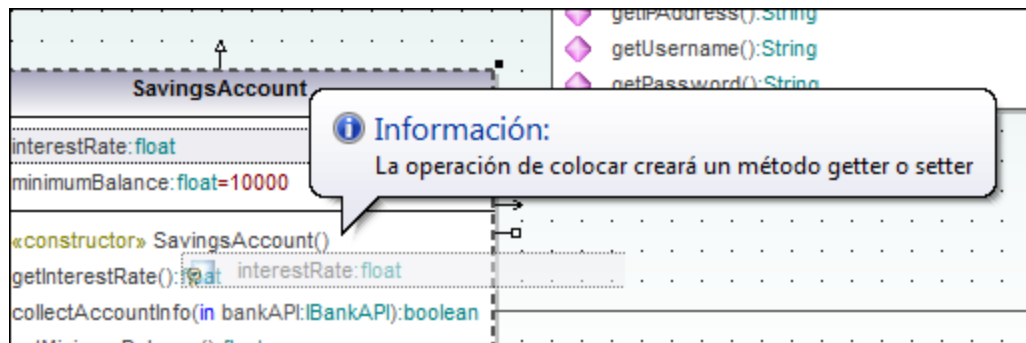 getIPAddress():String
getUsername():String
getPassword():String
SavingsAccount
interestRate:float
minimumBalance:float=10000
Información:
La operación de colocar creará un método getter o setter
«constructor» SavingsAccount()
getInterestRate():float
interestRate:float
collectAccountInfo(in bankAPI:IBankAPI):boolean